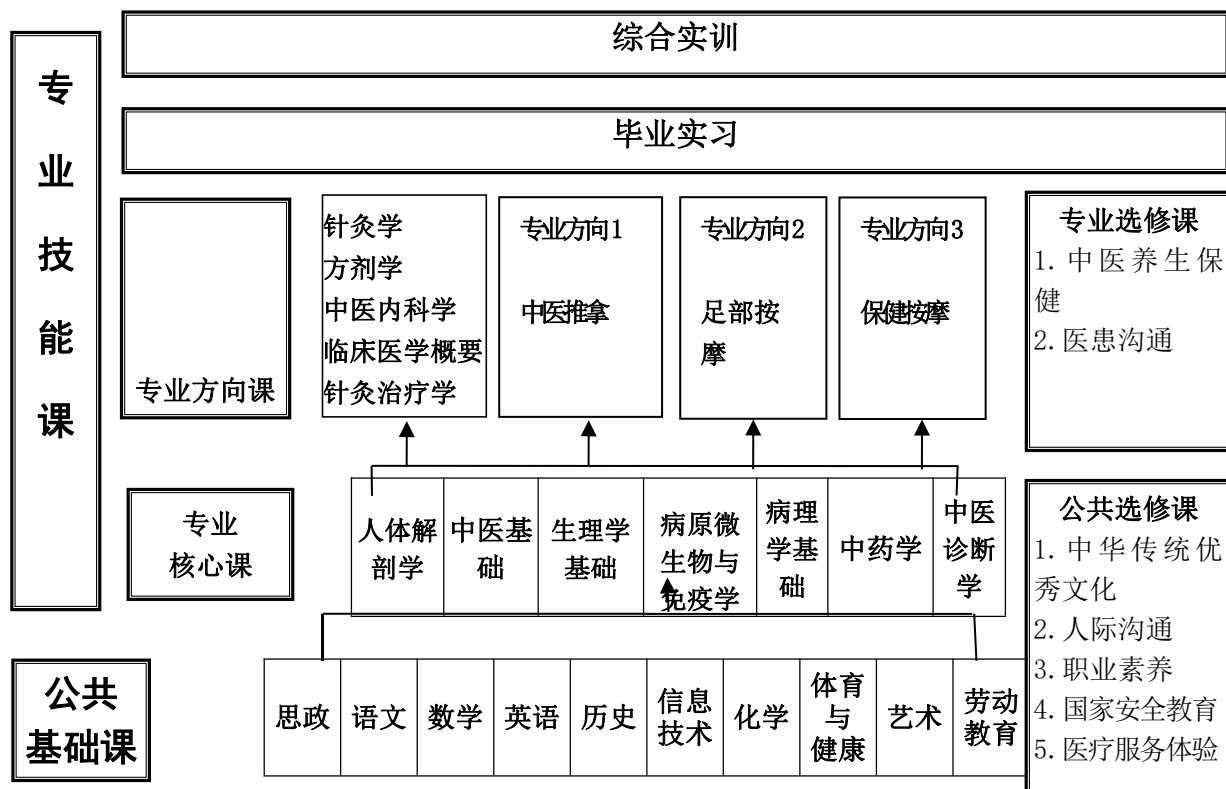 综合实训
毕业实习
专
业
技
能
课
专业方向课
针灸学
方剂学
中医内科学
临床医学概要
针灸治疗学
专业方向1
中医推拿
专业方向2
足部按
摩
专业方向3
保健按摩
专业选修课
1. 中医养生保
健
2. 医患沟通
专业
核心课
人体解
剖学
中医基
础
生理学
基础
病原微
生物与
免疫学
病理
学基
础
中药学
中医
诊断
学
公共选修课
1. 中华传统优
秀文化
2. 人际沟通
3. 职业素养
4. 国家安全教育
5. 医疗服务体验
公共
基础课
思政
语文
数学
英语
历史
信息
技术
化学
体育
与
健康
艺术
劳动
教育